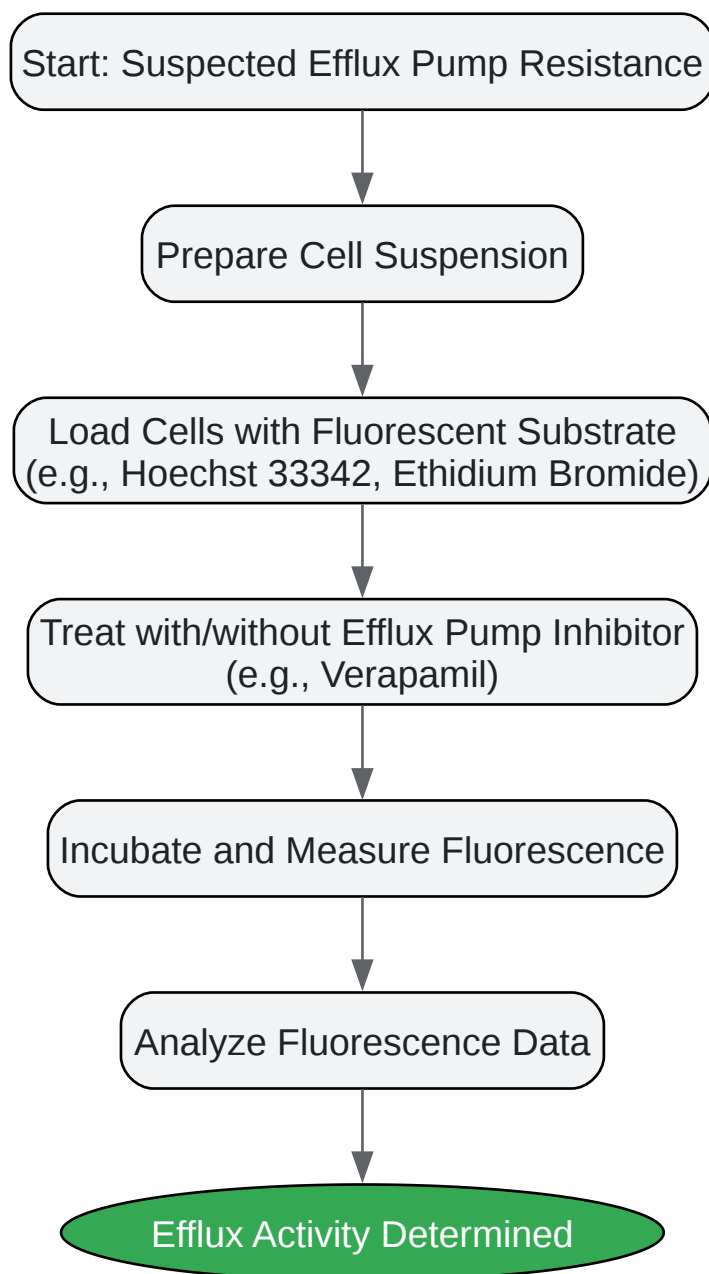 Start: Suspected Efflux Pump Resistance
Prepare Cell Suspension
Load Cells with Fluorescent Substrate
(e.g., Hoechst 33342, Ethidium Bromide)
Treat with/without Efflux Pump Inhibitor
(e.g., Verapamil)
Incubate and Measure Fluorescence
Analyze Fluorescence Data
Efflux Activity Determined